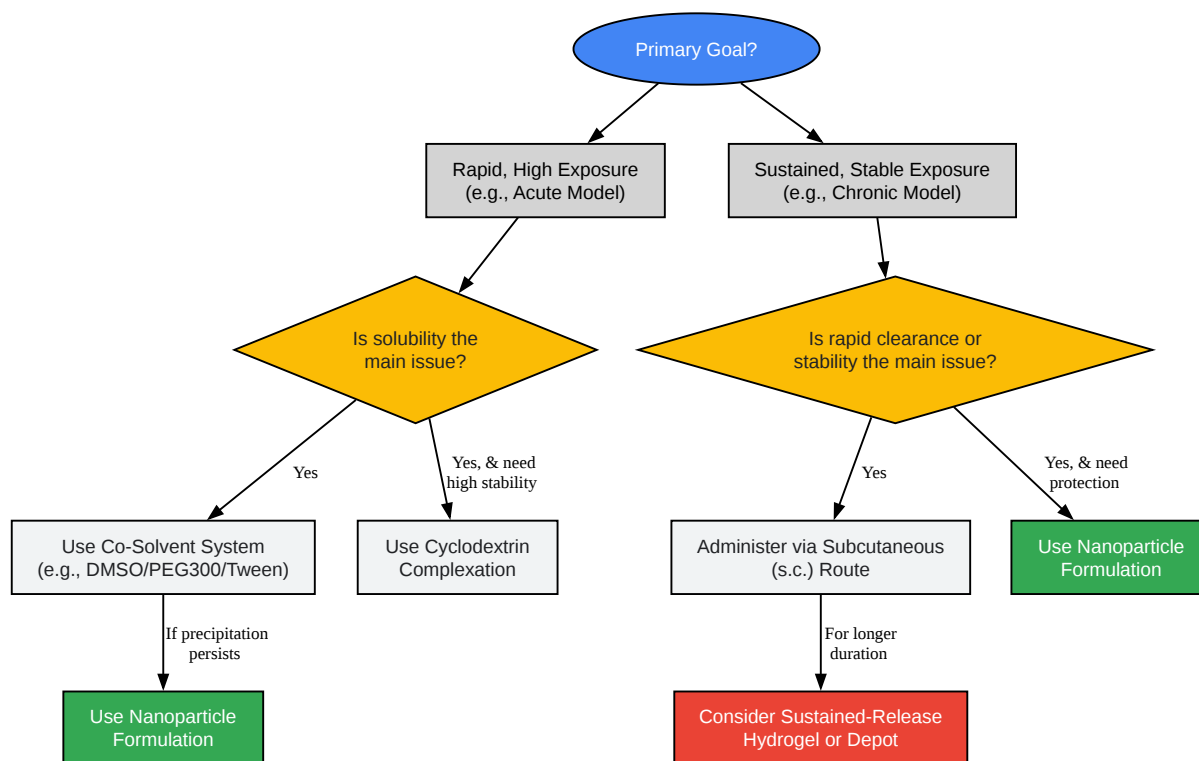 Primary Goal?
Rapid, High Exposure
(e.g., Acute Model)
Sustained, Stable Exposure
(e.g., Chronic Model)
Is solubility the
main issue?
Is rapid clearance or
stability the main issue?
Yes
Yes, & need
high stability
Yes
Yes, & need
protection
Use Co-Solvent System
(e.g., DMSO/PEG300/Tween)
Use Cyclodextrin
Complexation
Administer via Subcutaneous
(s.c.) Route
Use Nanoparticle
Formulation
If precipitation
persists
For longer
duration
Use Nanoparticle
Formulation
Consider Sustained-Release
Hydrogel or Depot